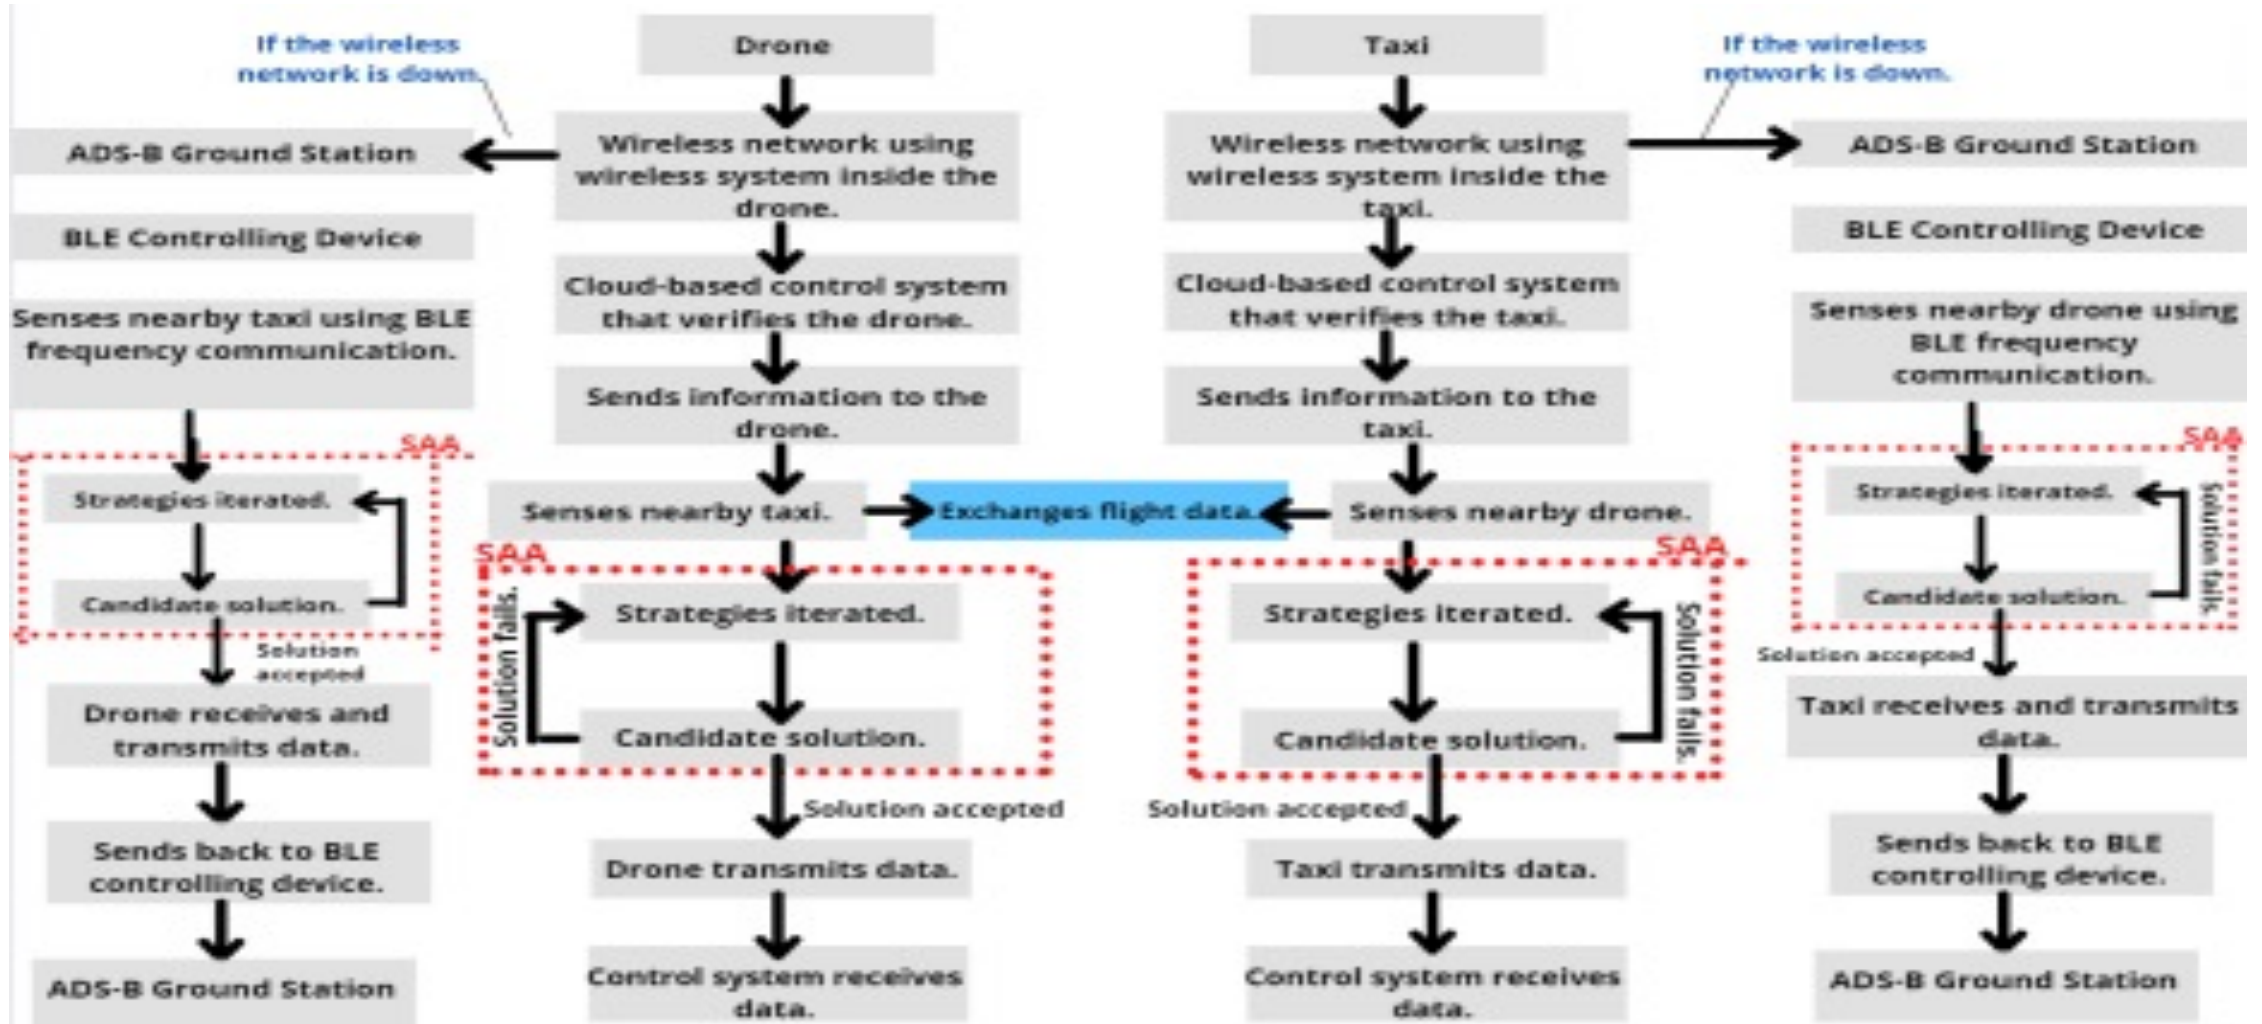 If the wireless
network is down.
ADS-B Ground Station
BLE Controlling Device
Senses nearby taxi using BLE
frequency communication.
SAA
Strategies iterated.
Candidate solution.
Solution
accepted
Drone receives and
transmits data.
Sends back to BLE
controlling device.
ADS-B Ground Station
Drone
Wireless network using
wireless system inside the
drone.
Cloud-based control system
that verifies the drone.
Sends information to the
drone.
Senses nearby taxi.
Exchanges flight data.
SAA
Solution fails.
Strategies iterated.
Candidate solution.
Solution accepted
Drone transmits data.
Control system receives
data.
Taxi
Wireless network using
wireless system inside the
taxi.
Cloud-based control system
that verifies the taxi.
Sends information to the
taxi.
Senses nearby drone.
SAA
Strategies iterated.
Solution fails.
Candidate solution.
Solution accepted
Taxi transmits data.
Control system receives
data.
If the wireless
network is down.
ADS-B Ground Station
BLE Controlling Device
Senses nearby drone using
BLE frequency
communication.
SAA
Strategies iterated.
Solution fails.
Candidate solution.
Solution accepted
Taxi receives and transmits
data.
Sends back to BLE
controlling device.
ADS-B Ground Station